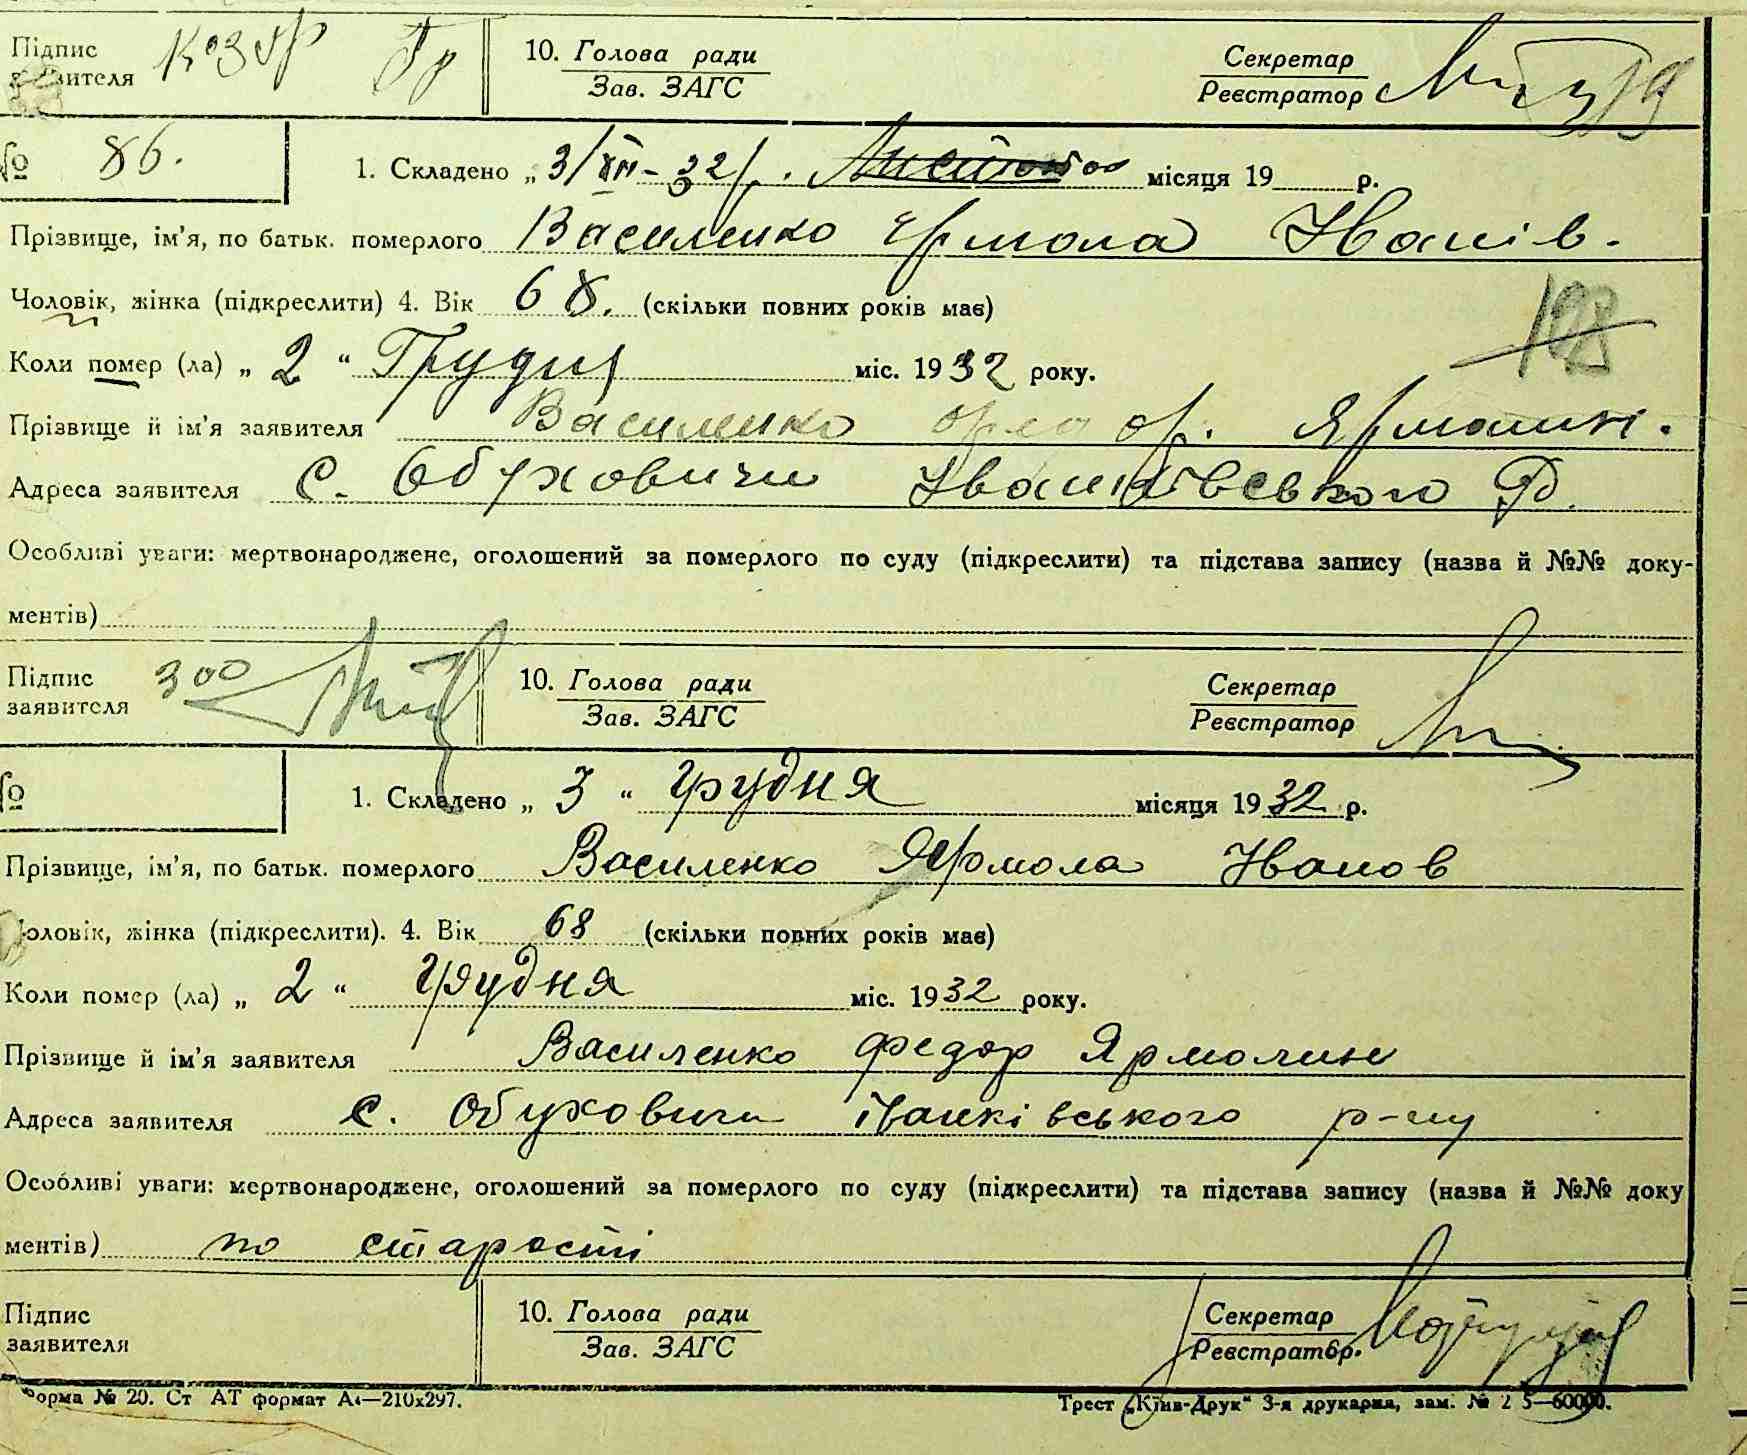 Підпис заявителя
10. Голова ради
Зав. ЗАГС
Секретар
Реєстратор
№ 86.
1. Складено „ 3/XII-32 р. місяця 19 р.
Прізвище, ім'я, по батьк. померлого Василенко Ярмола Іванів.
Чоловік, жінка (підкреслити) 4. Вік 68. (скільки повних років має)
198
Коли помер (ла) „ 2 “ Грудня міс. 1932 року.
Прізвище й ім'я заявителя Василенко
Адреса заявителя с. Обуховичи Іванківського Р.
Особливі уваги: мертвонароджене, оголошений за померлого по суду (підкреслити) та підстава запису (назва й №№ доку-
ментів)
Підпис
заявителя
300
10. Голова ради
Зав. ЗАГС
Секретар
Реєстратор
№
1. Складено „ 3 “ грудня місяця 1932 р.
Прізвище, ім'я, по батьк. померлого Василенко Ярмола Іванов
Чоловік, жінка (підкреслити). 4. Вік 68 (скільки повних років має)
Коли помер (ла) „ 2 “ грудня міс. 1932 року.
Прізвище й ім'я заявителя Василенко Федор Ярмолин
Адреса заявителя с. Обуховичи Іванківського р-ну
Особливі уваги: мертвонароджене, оголошений за померлого по суду (підкреслити) та підстава запису (назва й №№ доку
ментів) по старості
Підпис
заявителя
10. Голова ради
Зав. ЗАГС
Секретар
Реєстратор.
Форма № 20. Ст АТ формат А4—210х297.
Трест „Київ-Друк“ 3-я друкарня, зам. №